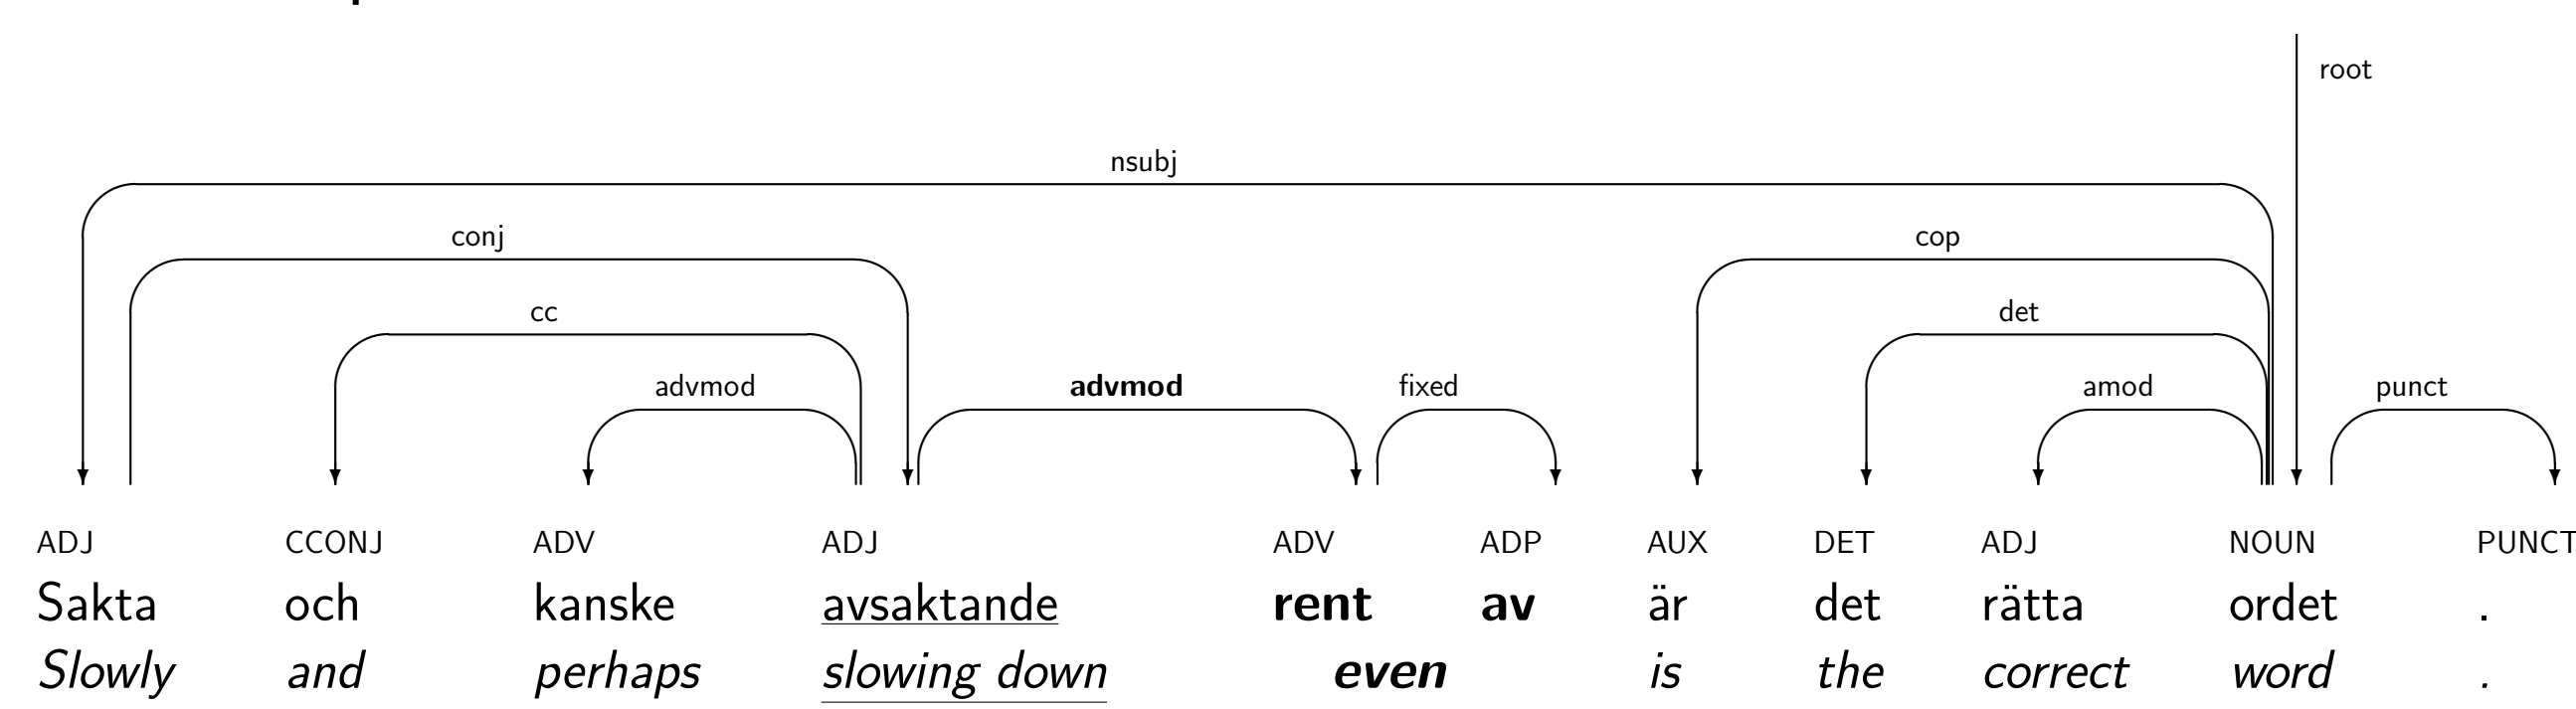 root
nsubj
conj cop
cc det
advmod advmod fixed amod punct
ADJ CCONJ ADV ADJ ADV ADP AUX DET ADJ NOUN PUNCT
Sakta och kanske avsaktande rent av är det rätta ordet .
Slowly and perhaps slowing down even is the correct word .